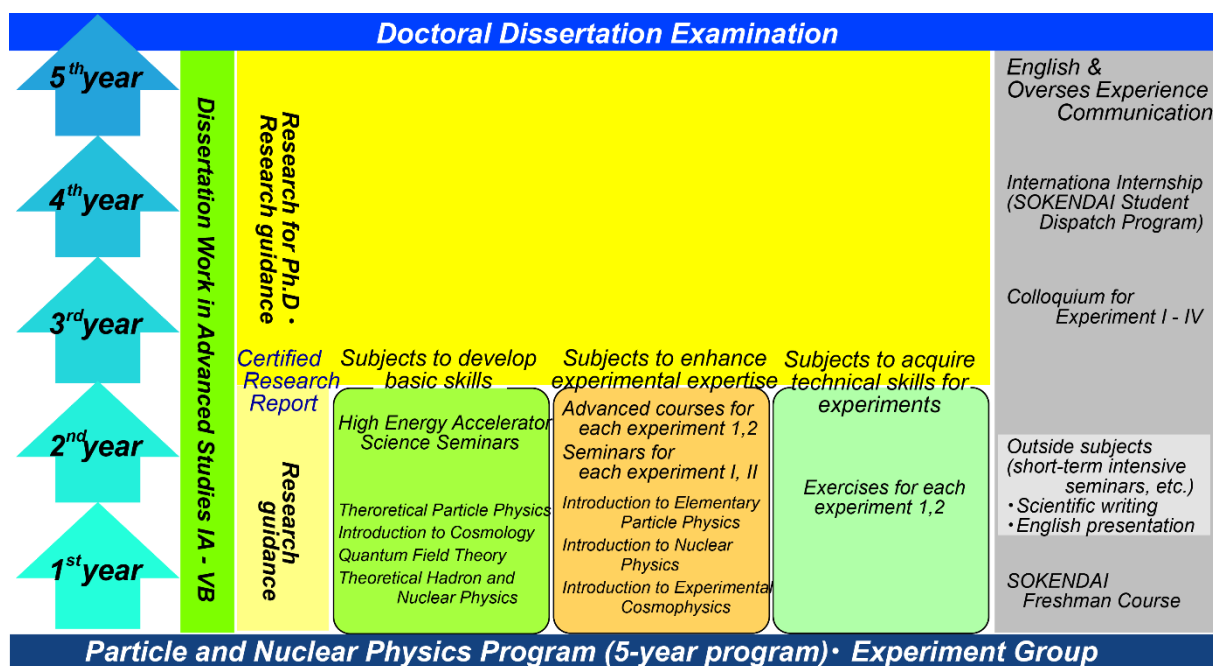 Doctoral Dissertation Examination
5th year
4th year
3rd year
2nd year
1st year
Dissertation Work in Advanced Studies IA - VB
Research for Ph.D・
Research guidance
Certified
Research
Report
Research
guidance
Subjects to develop
basic skills
High Energy Accelerator
Science Seminars
Theroretical Particle Physics
Introduction to Cosmology
Quantum Field Theory
Theoretical Hadron and
Nuclear Physics
Subjects to enhance
experimental expertise
Advanced courses for
each experiment 1,2
Seminars for
each experiment I, II
Introduction to Elementary
Particle Physics
Introduction to Nuclear
Physics
Introduction to Experimental
Cosmophysics
Subjects to acquire
technical skills for
experiments
Exercises for each
experiment 1,2
English &
Overses Experience
Communication
Internationa Internship
(SOKENDAI Student
Dispatch Program)
Colloquium for
Experiment I - IV
Outside subjects
(short-term intensive
seminars, etc.)
・Scientific writing
・English presentation
SOKENDAI
Freshman Course
Particle and Nuclear Physics Program (5-year program)・ Experiment Group